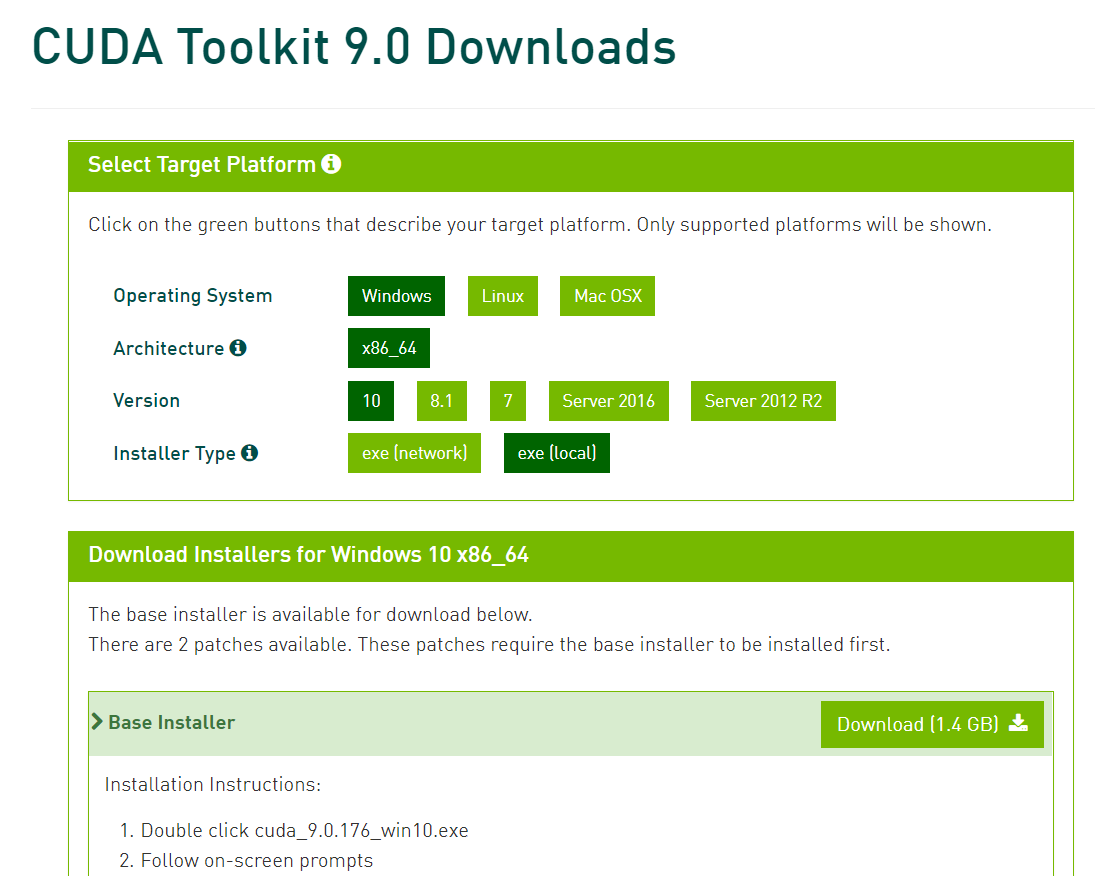 CUDA Toolkit 9.0 Downloads
Select Target Platform
Click on the green buttons that describe your target platform. Only supported platforms will be shown.
Operating System Windows Linux Mac OSX
Architecture x86_64
Version 10 8.1 7 Server 2016 Server 2012 R2
Installer Type exe (network) exe (local)
Download Installers for Windows 10 x86_64
The base installer is available for download below.
There are 2 patches available. These patches require the base installer to be installed first.
Base Installer Download (1.4 GB)
Installation Instructions:
1. Double click cuda_9.0.176_win10.exe
2. Follow on-screen prompts